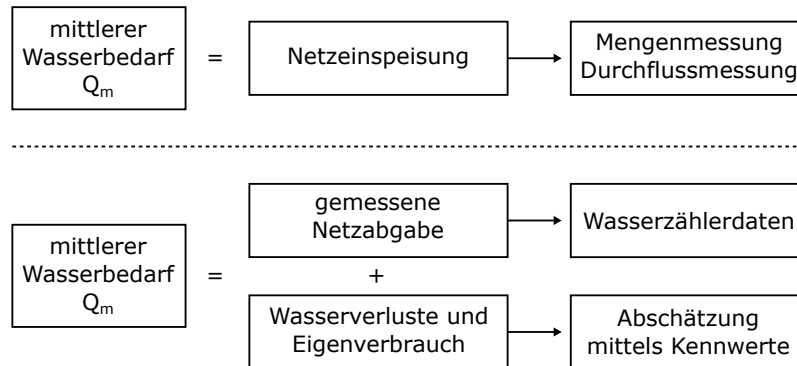 mittlerer
Wasserbedarf
Qm
=
Netzeinspeisung
Mengenmessung
Durchflussmessung
mittlerer
Wasserbedarf
Qm
=
gemessene
Netzabgabe
Wasserzählerdaten
+
Wasserverluste und
Eigenverbrauch
Abschätzung
mittels Kennwerte